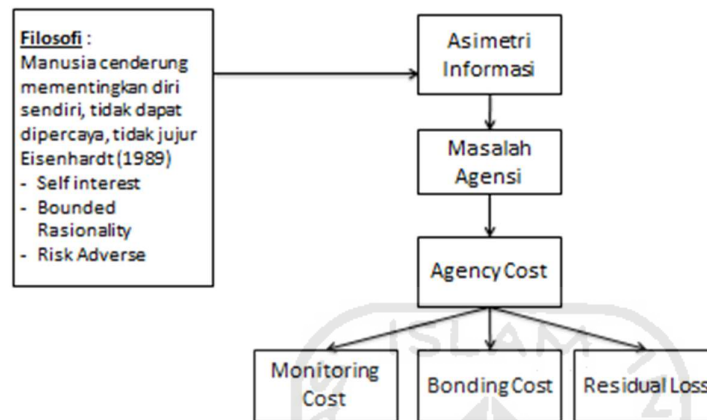 Filosofi :
Manusia cenderung
mementingkan diri
sendiri, tidak dapat
dipercaya, tidak jujur
Eisenhardt (1989)
- Self interest
- Bounded
Rasionality
- Risk Adverse
Asimetri
Informasi
Masalah
Agensi
Agency Cost
ISLAM
Monitoring
Cost
Bonding Cost
Residual Loss